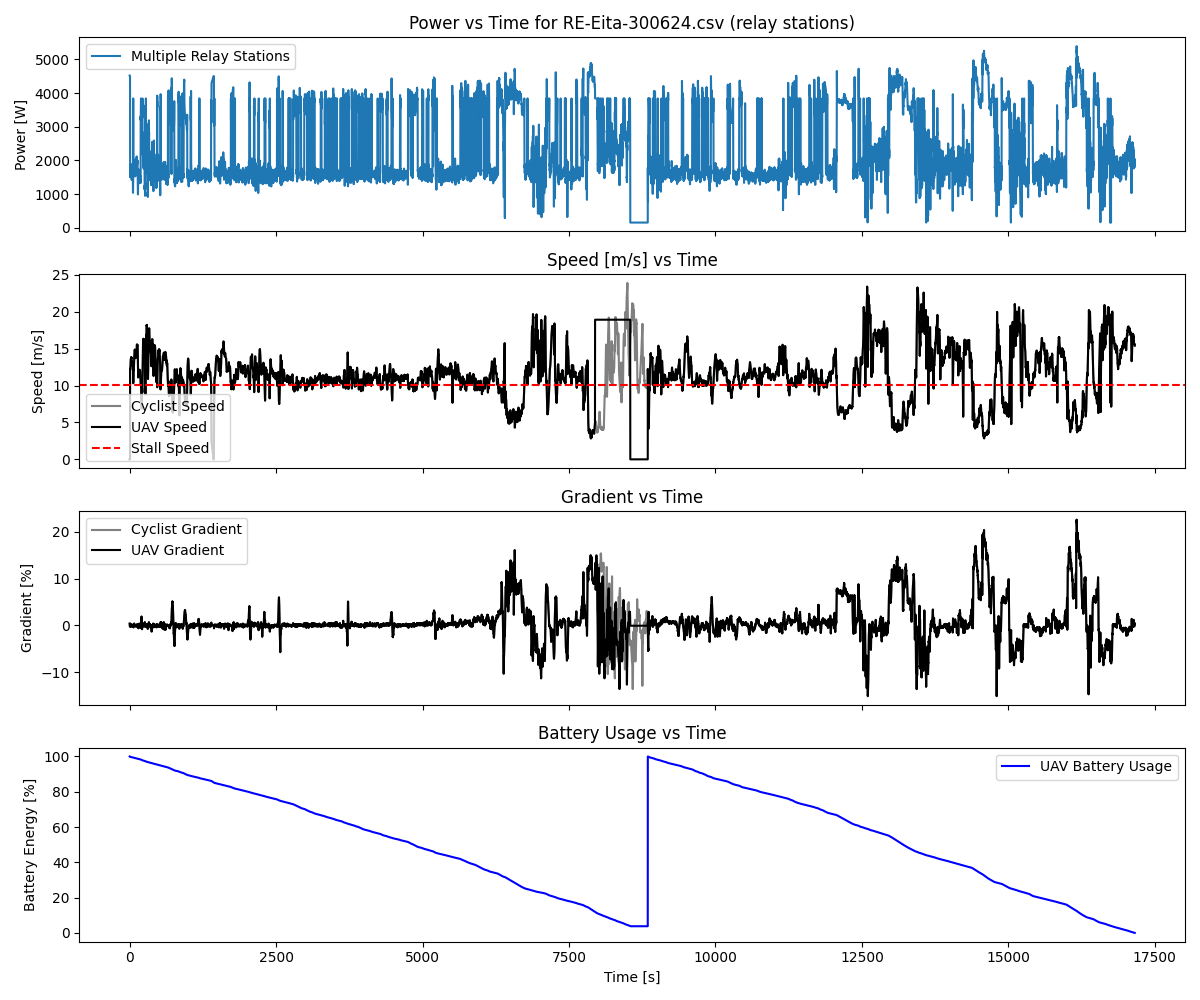 Power vs Time for RE-Eita-300624.csv (relay stations)
Multiple Relay Stations
Power [W]
5000
4000
3000
2000
1000
0
Speed [m/s] vs Time
Speed [m/s]
25
20
15
10
5
0
Cyclist Speed
UAV Speed
Stall Speed
Gradient vs Time
Cyclist Gradient
UAV Gradient
Gradient [%]
20
10
0
−10
Battery Usage vs Time
UAV Battery Usage
Battery Energy [%]
100
80
60
40
20
0
0 2500 5000 7500 10000 12500 15000 17500
Time [s]